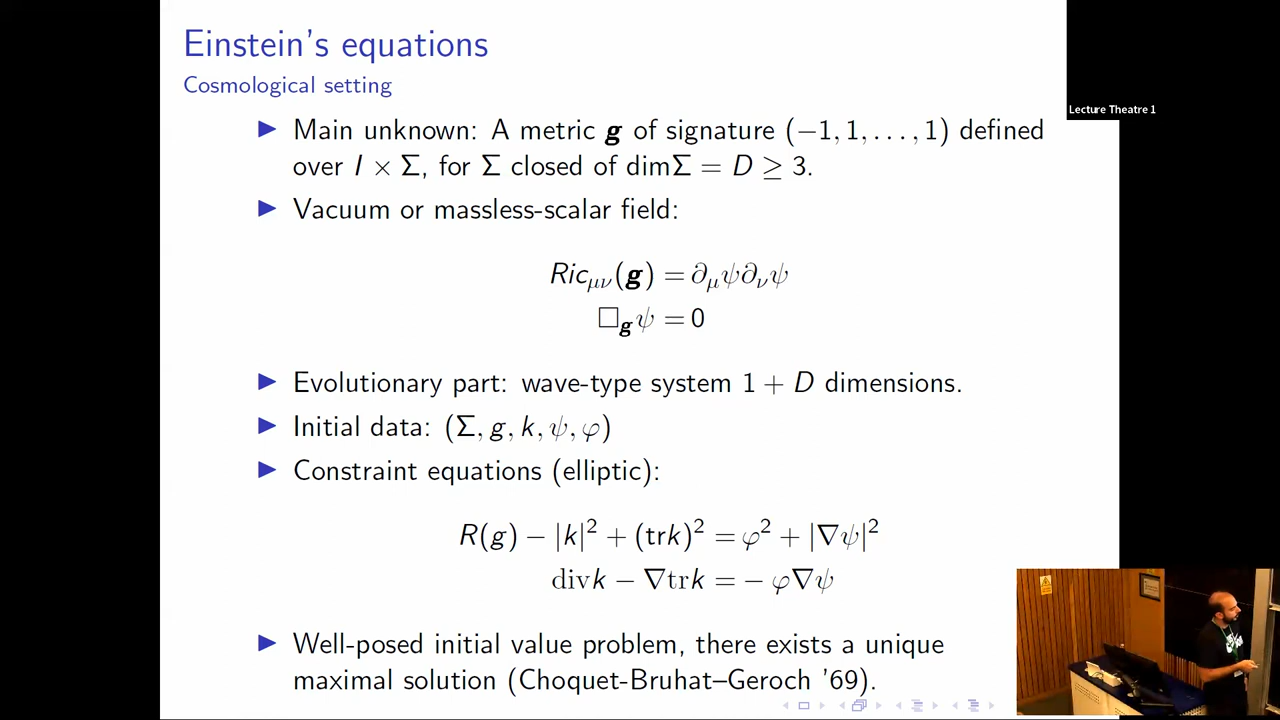 Einstein's equations
Cosmological setting
Lecture Theatre 1
▶ Main unknown: A metric g of signature (−1, 1, . . . , 1) defined
over I × Σ, for Σ closed of dimΣ = D ≥ 3.
▶ Vacuum or massless-scalar field:
Ric_{μν}(g) = ∂_μψ∂_νψ
□_gψ = 0
▶ Evolutionary part: wave-type system 1 + D dimensions.
▶ Initial data: (Σ, g, k, ψ, φ)
▶ Constraint equations (elliptic):
R(g) − |k|² + (trk)² = φ² + |∇ψ|²
divk − ∇trk = − φ∇ψ
▶ Well-posed initial value problem, there exists a unique
maximal solution (Choquet-Bruhat–Geroch '69).